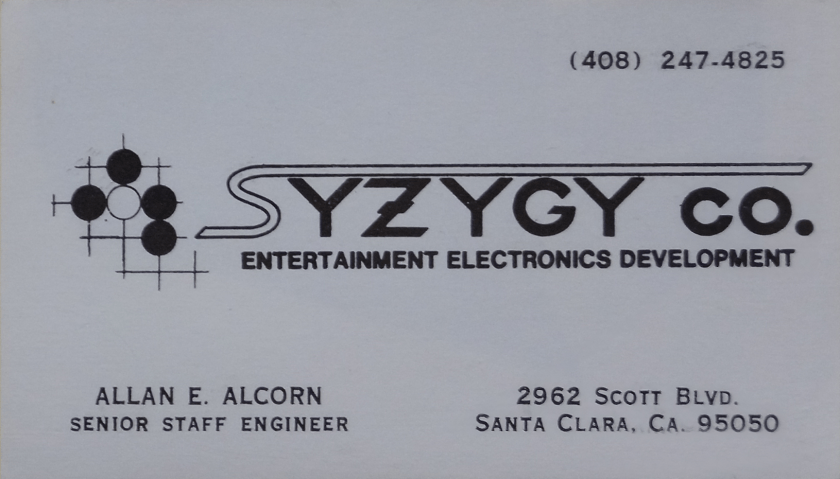 (408) 247-4825
SYZYGY CO.
ENTERTAINMENT ELECTRONICS DEVELOPMENT
ALLAN E. ALCORN
SENIOR STAFF ENGINEER
2962 SCOTT BLVD.
SANTA CLARA, CA. 95050